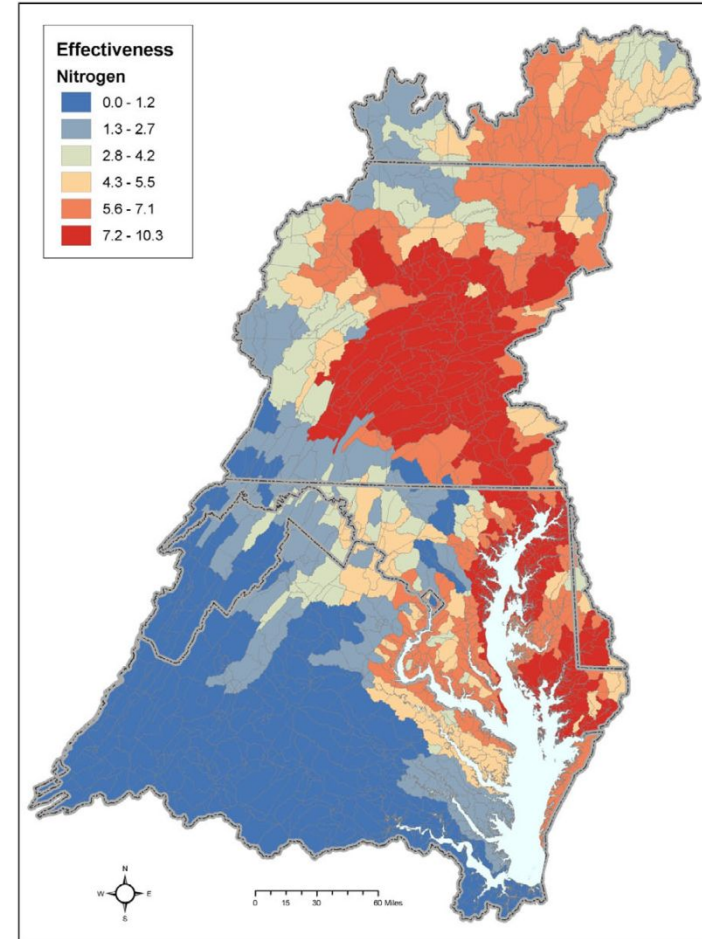 Effectiveness
Nitrogen
0.0 - 1.2
1.3 - 2.7
2.8 - 4.2
4.3 - 5.5
5.6 - 7.1
7.2 - 10.3
N
W E
S
0 15 30 60 Miles